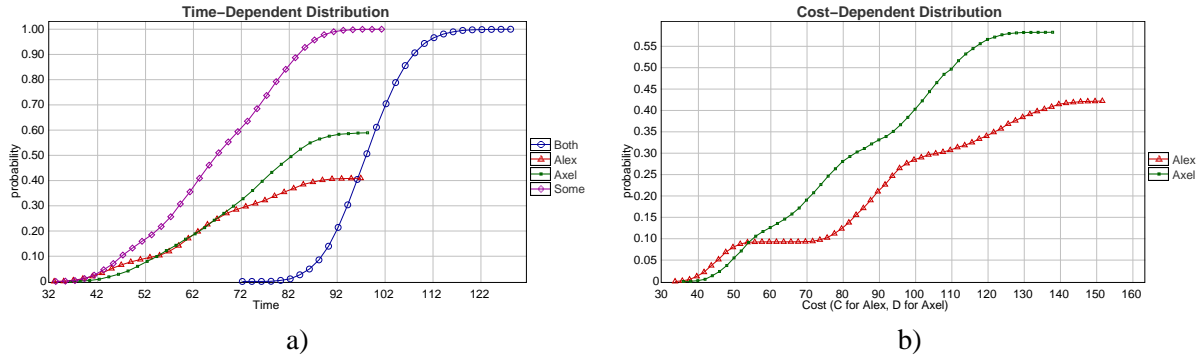 Time-Dependent Distribution
probability
1.00
0.90
0.80
0.70
0.60
0.50
0.40
0.30
0.20
0.10
0
32 42 52 62 72 82 92 102 112 122
Time
Both
Alex
Axel
Some
a)
Cost-Dependent Distribution
probability
0.55
0.50
0.45
0.40
0.35
0.30
0.25
0.20
0.15
0.10
0.05
0
30 40 50 60 70 80 90 100 110 120 130 140 150 160
Cost (C for Alex, D for Axel)
Alex
Axel
b)